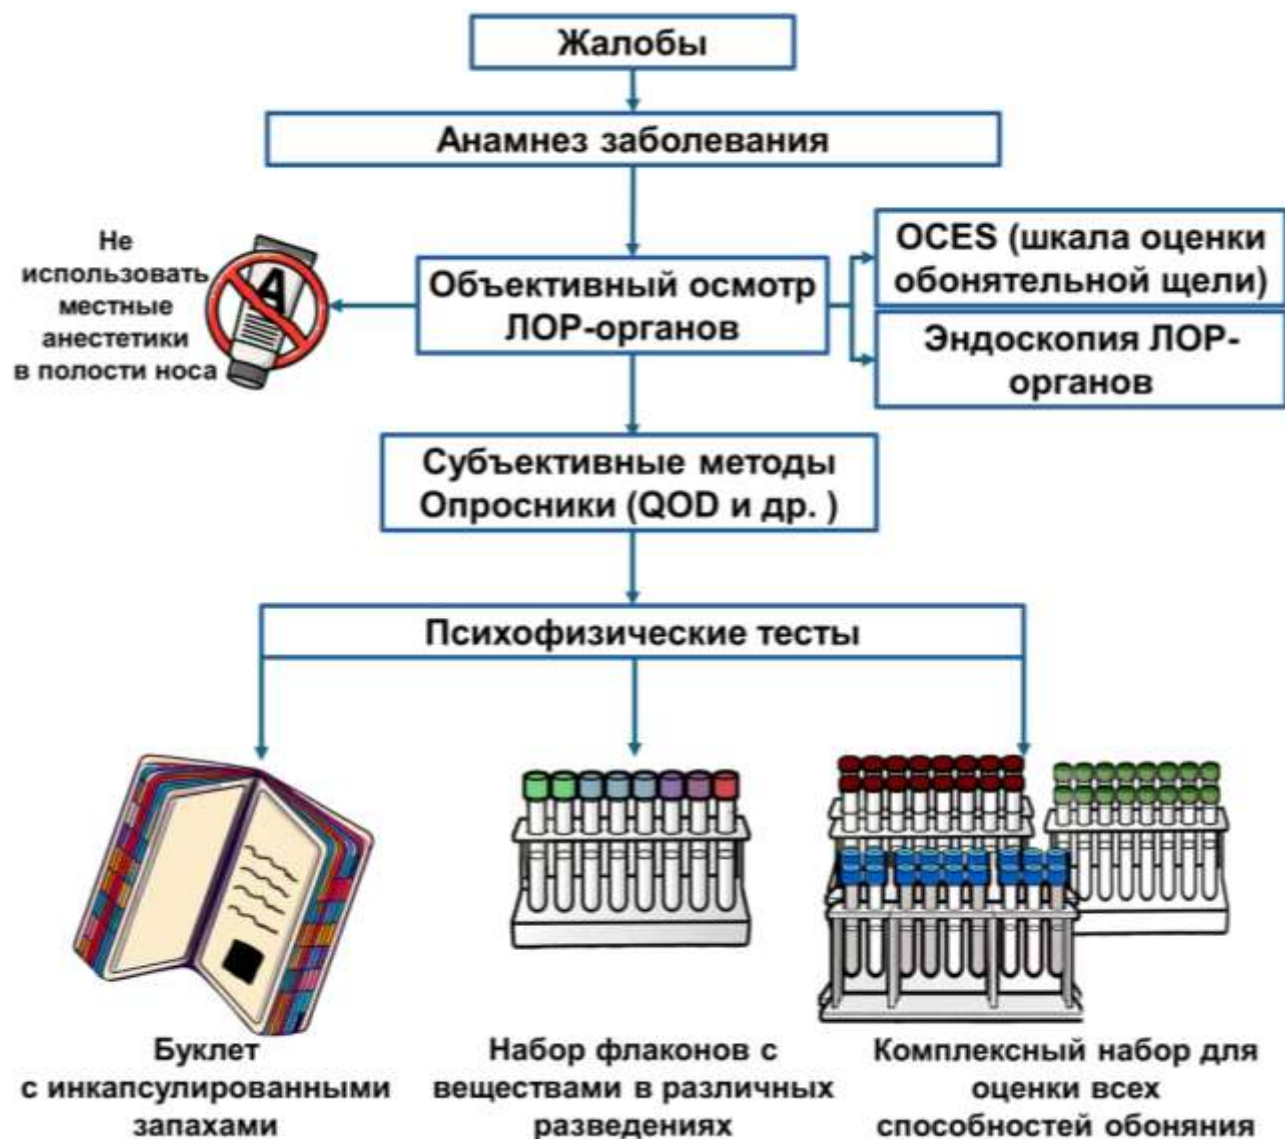 Жалобы
Анамнез заболевания
Не
использовать
местные
анестетики
в полости носа
A
Объективный осмотр
ЛОР-органов
OCES (шкала оценки
обонятельной щели)
Эндоскопия ЛОР-
органов
Субъективные методы
Опросники (QOD и др. )
Психофизические тесты
Буклет
с инкапсулированными
запахами
Набор флаконов с
веществами в различных
разведениях
Комплексный набор для
оценки всех
способностей обоняния